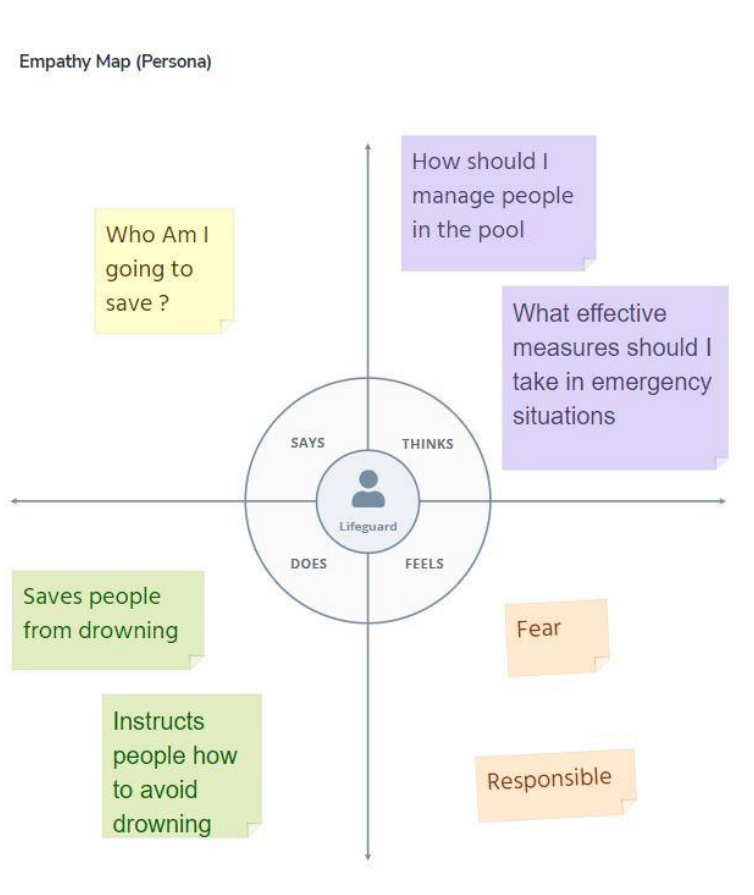 Empathy Map (Persona)
Who Am I
going to
save ?
How should I
manage people
in the pool
What effective
measures should I
take in emergency
situations
SAYS
THINKS
Lifeguard
DOES
FEELS
Saves people
from drowning
Instructs
people how
to avoid
drowning
Fear
Responsible